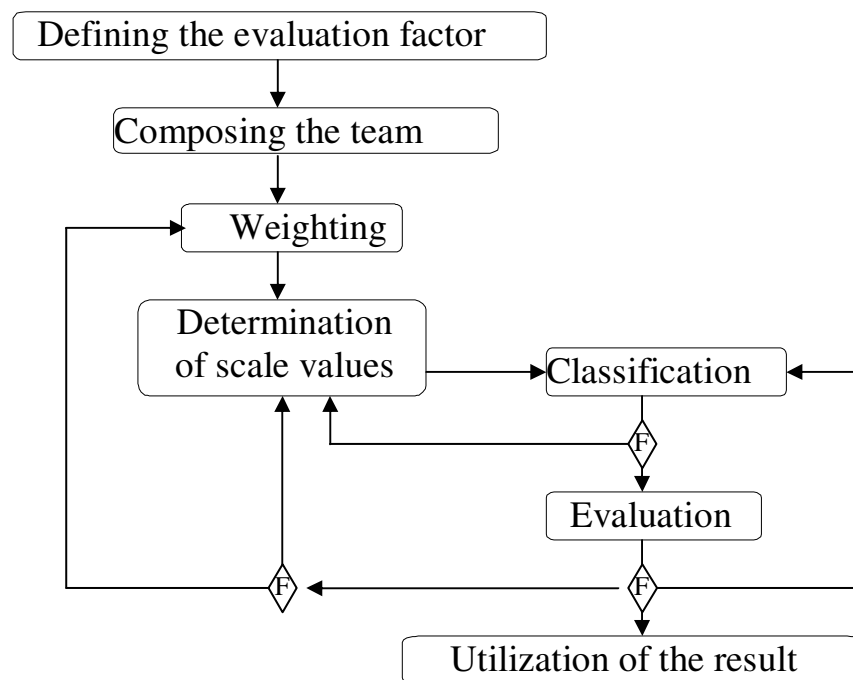 Defining the evaluation factor
Composing the team
Weighting
Determination
of scale values
Classification
F
Evaluation
F
F
Utilization of the result